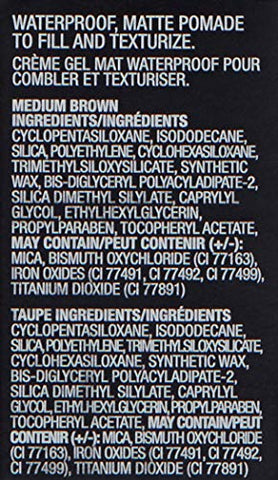 WATERPROOF, MATTE POMADE
TO FILL AND TEXTURIZE.
CRÈME GEL MAT WATERPROOF POUR
COMBLER ET TEXTURISER.
MEDIUM BROWN
INGREDIENTS/INGRÉDIENTS
CYCLOPENTASILOXANE, ISODODECANE,
SILICA, POLYETHYLENE, CYCLOHEXASILOXANE,
TRIMETHYLSILOXYSILICATE, SYNTHETIC
WAX, BIS-DIGLYCERYL POLYACYLADIPATE-2,
SILICA DIMETHYL SILYLATE, CAPRYLYL
GLYCOL, ETHYLHEXYLGLYCERIN,
PROPYLPARABEN, TOCOPHERYL ACETATE,
MAY CONTAIN/PEUT CONTENIR (+/-):
MICA, BISMUTH OXYCHLORIDE (CI 77163),
IRON OXIDES (CI 77491, CI 77492, CI 77499),
TITANIUM DIOXIDE (CI 77891)
TAUPE INGREDIENTS/INGRÉDIENTS
CYCLOPENTASILOXANE, ISODODECANE,
SILICA, POLYETHYLENE, TRIMETHYLSILOXYSILICATE,
CYCLOHEXASILOXANE, SYNTHETIC WAX,
BIS-DIGLYCERYL POLYACYLADIPATE-2,
SILICA DIMETHYL SILYLATE, CAPRYLYL
GLYCOL, ETHYLHEXYLGLYCERIN, PROPYLPARABEN,
TOCOPHERYL ACETATE, MAY CONTAIN/PEUT
CONTENIR (+/-): MICA, BISMUTH OXYCHLORIDE
(CI 77163), IRON OXIDES (CI 77491, CI 77492,
CI 77499), TITANIUM DIOXIDE (CI 77891)